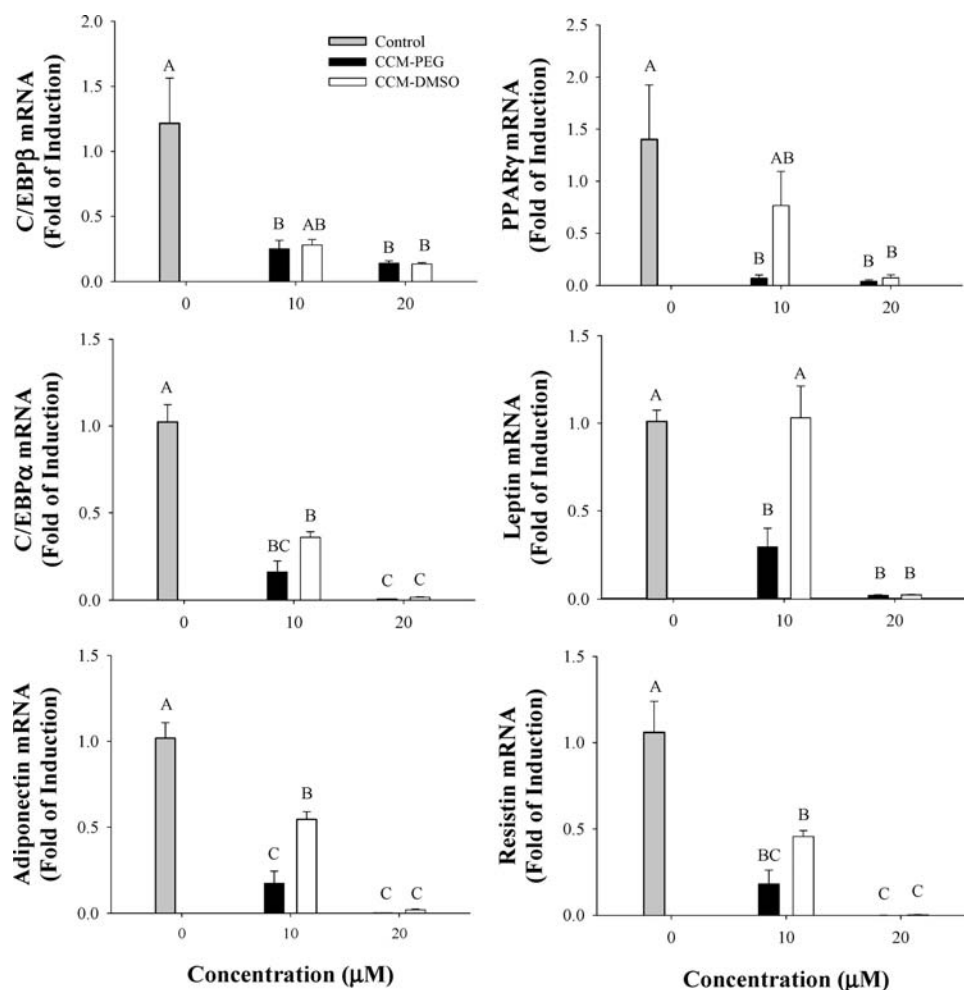 C/EBPβ mRNA
(Fold of Induction)
2.0
1.5
1.0
0.5
0.0
A
B
AB
B
B
0
10
20
Control
CCM-PEG
CCM-DMSO
PPARγ mRNA
(Fold of Induction)
2.5
2.0
1.5
1.0
0.5
0.0
A
B
AB
B
B
0
10
20
C/EBPα mRNA
(Fold of Induction)
1.5
1.0
0.5
0.0
A
BC
B
C
C
0
10
20
Leptin mRNA
(Fold of Induction)
1.5
1.0
0.5
0.0
A
B
A
B
B
0
10
20
Adiponectin mRNA
(Fold of Induction)
1.5
1.0
0.5
0.0
A
C
B
C
C
0
10
20
Concentration (μM)
Resistin mRNA
(Fold of Induction)
1.5
1.0
0.5
0.0
A
BC
B
C
C
0
10
20
Concentration (μM)